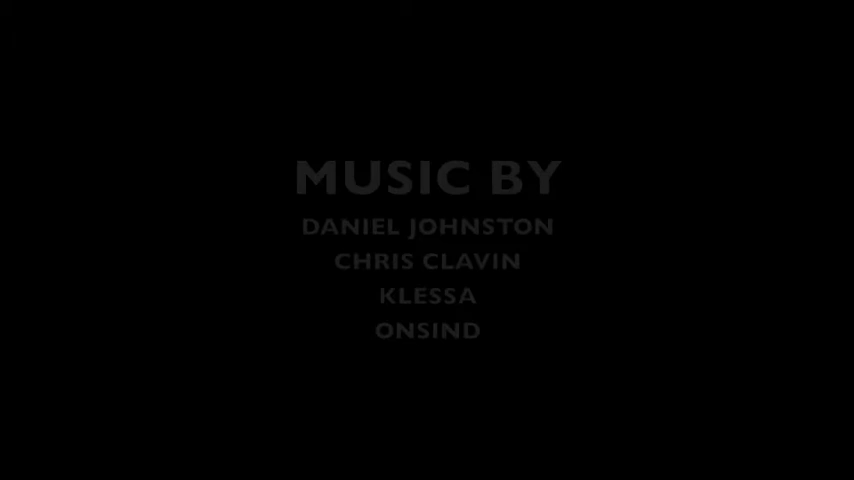 MUSIC BY
DANIEL JOHNSTON
CHRIS CLAVIN
KLESSA
ONSIND